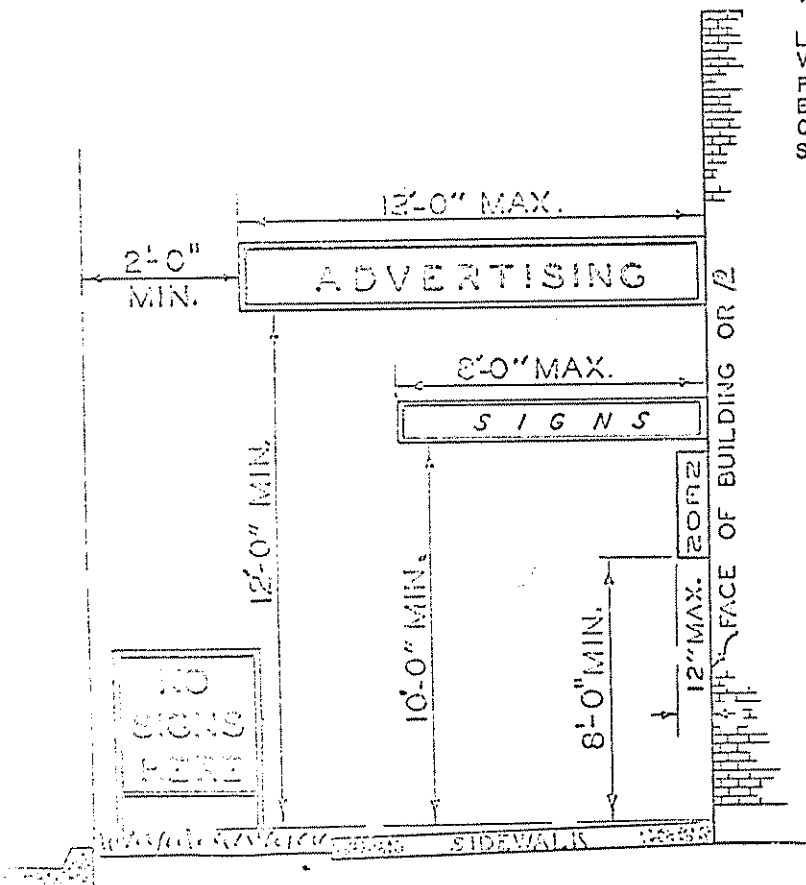 L
V
F
E
C
S
12'-0" MAX.
2'-0"
MIN.
ADVERTISING
8'-0" MAX.
SIGNS
12'-0" MIN.
10'-0" MIN.
8'-0" MIN.
12" MAX.
FACE OF BUILDING OR
NO
SIGNS
HERE
SIDEWALK